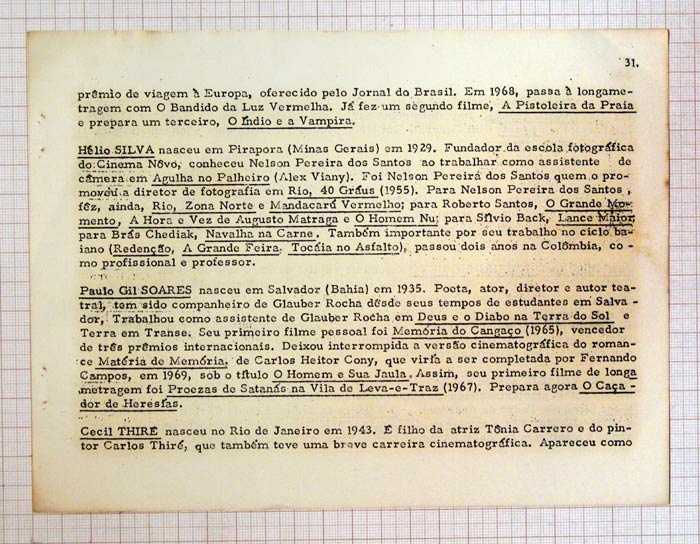 31.
prêmio de viagem à Europa, oferecido pelo Jornal do Brasil. Em 1968, passa à longame-
tragem com O Bandido da Luz Vermelha. Já fez um segundo filme, A Pistoleira da Praia
e prepara um terceiro, O Índio e a Vampira.
Hélio SILVA nasceu em Pirapora (Minas Gerais) em 1929. Fundador da escola fotográfica
do Cinema Nôvo, conheceu Nelson Pereira dos Santos ao trabalhar como assistente de
câmera em Agulha no Palheiro (Alex Viany). Foi Nelson Pereira dos Santos quem o pro-
moveu a diretor de fotografia em Rio, 40 Gráus (1955). Para Nelson Pereira dos Santos,
fêz, ainda, Rio, Zona Norte e Mandacarú Vermelho; para Roberto Santos, O Grande Mo-
mento, A Hora e Vez de Augusto Matraga e O Homem Nu; para Sílvio Back, Lance Maior;
para Brás Chediak, Navalha na Carne. Também importante por seu trabalho no ciclo ba-
iano (Redenção, A Grande Feira, Tocáia no Asfalto), passou dois anos na Colômbia, co-
mo profissional e professor.
Paulo Gil SOARES nasceu em Salvador (Bahia) em 1935. Poeta, ator, diretor e autor tea-
tral, tem sido companheiro de Glauber Rocha dêsde seus tempos de estudantes em Salva-
dor, Trabalhou como assistente de Glauber Rocha em Deus e o Diabo na Terra do Sol e
Terra em Transe. Seu primeiro filme pessoal foi Memória do Cangaço (1965), vencedor
de três prêmios internacionais. Deixou interrompida a versão cinematográfica do roman-
ce Matéria de Memória, de Carlos Heitor Cony, que viria a ser completada por Fernando
Campos, em 1969, sob o título O Homem e Sua Jaula. Assim, seu primeiro filme de longa
metragem foi Proezas de Satanás na Vila de Leva-e-Traz (1967). Prepara agora O Caça-
dor de Heresias.
Cecil THIRÉ nasceu no Rio de Janeiro em 1943. É filho da atriz Tônia Carrero e do pin-
tor Carlos Thiré, que também teve uma breve carreira cinematográfica. Apareceu como